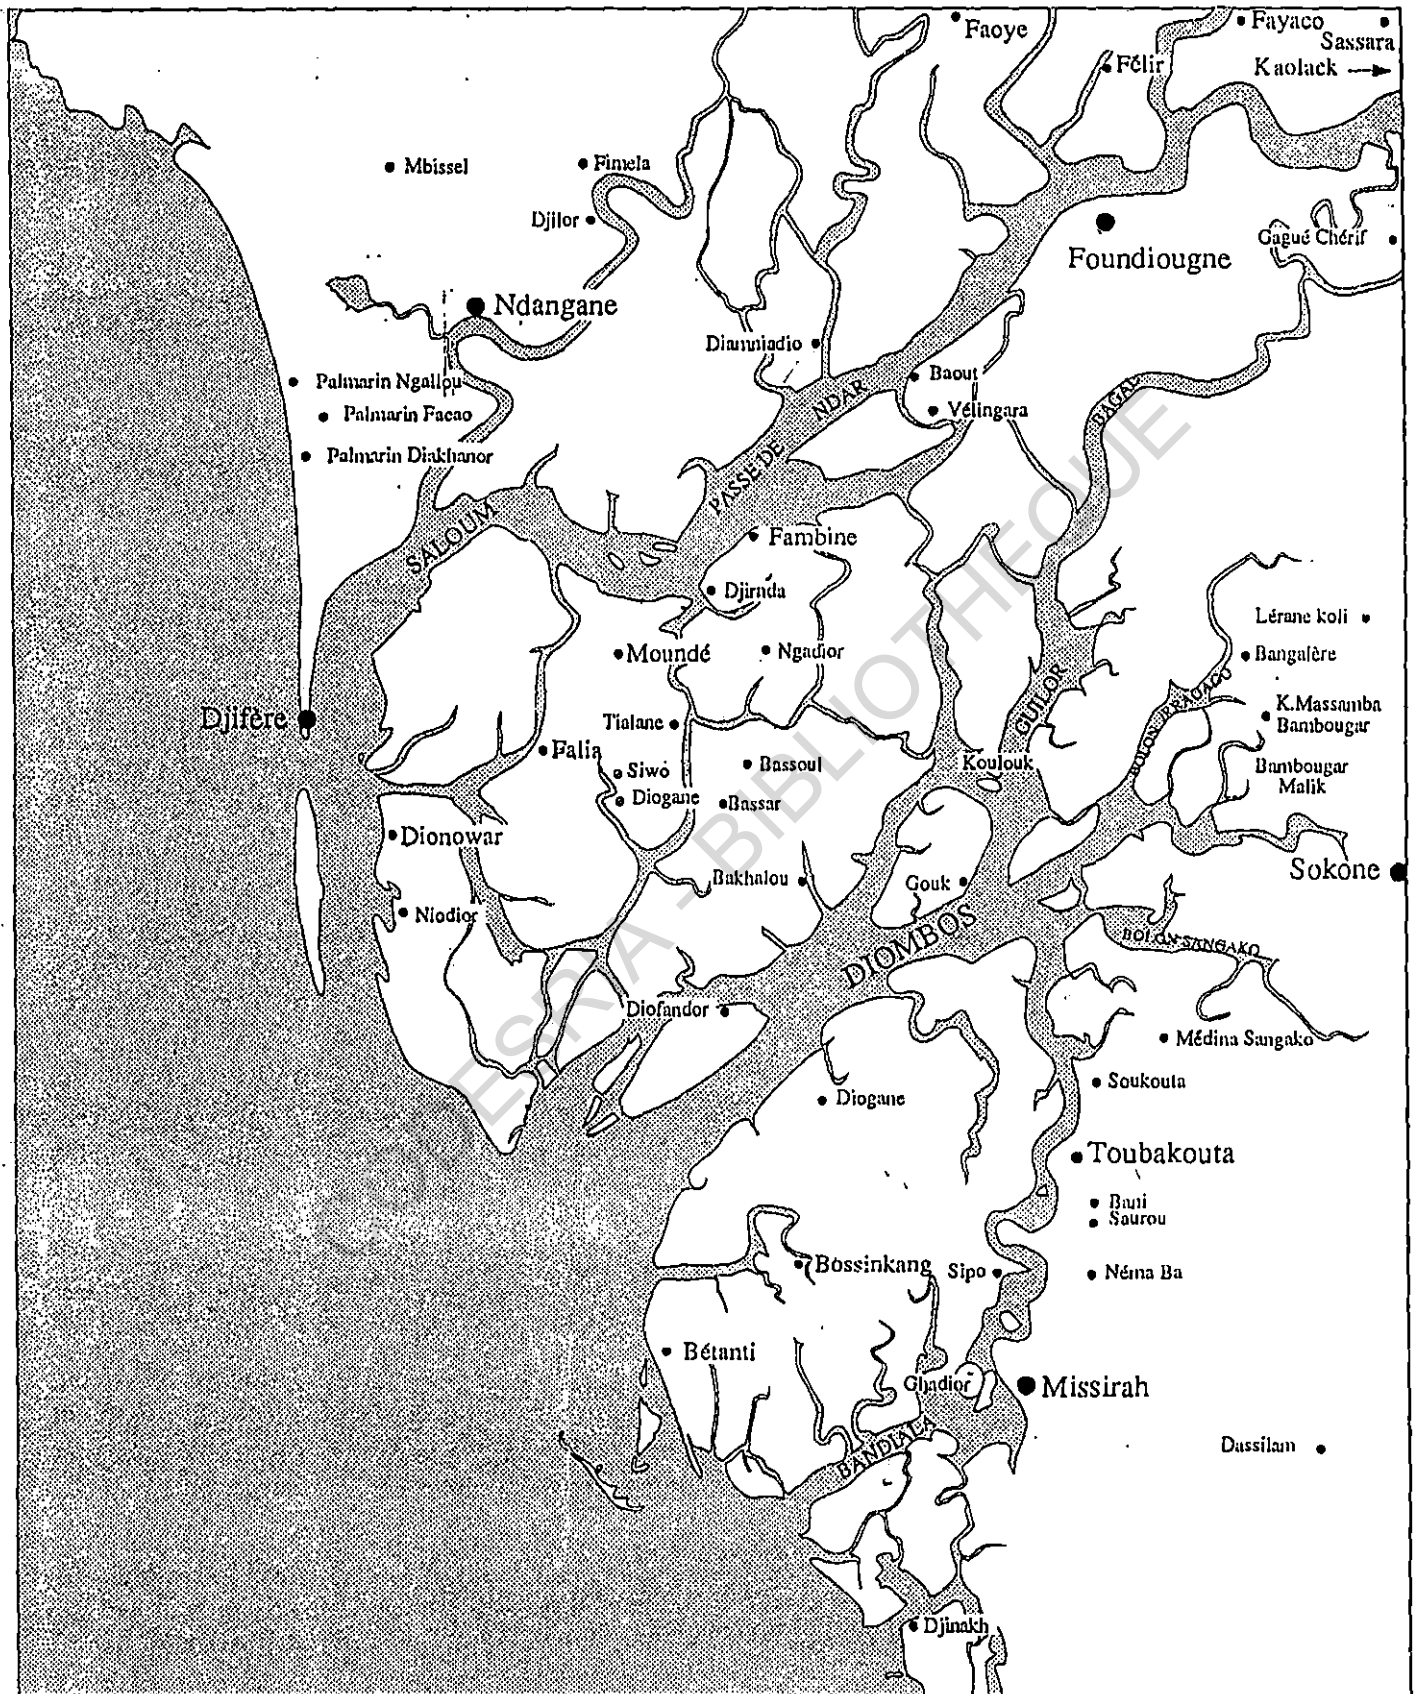 Faoye
Fayaco
Sassara
Kaolack
Félir
Mbissel
Fimela
Djilor
Foundiougne
Gagué Chérif
Ndangane
Dianniadio
Palmarin Ngallou
Palmarin Facao
Palmarin Diakhanor
Baout
Vélingara
PASSE DE NDAR
BAGAL
SALOUM
Fambine
Djirnda
Lérane koli
Moundé
Ngadior
Bangalère
GUILOR
K.Massamba
Bambougar
Djifère
Tialane
Falia
Siwo
Diogane
Bassoul
Bassar
Koulouk
Bambougar
Malik
Dionowar
Bakhalou
Gouk
Sokone
Niodior
DIOMBOS
BOLON SANGAKO
Diofandor
Médina Sangako
Soukouta
Diogane
Toubakouta
Bani
Saurou
Bossinkang
Sipo
Néma Ba
Bétanti
Ghadior
Missirah
BANDIALA
Dassilam
Djinakh
CODESRIA - BIBLIOTHEQUE